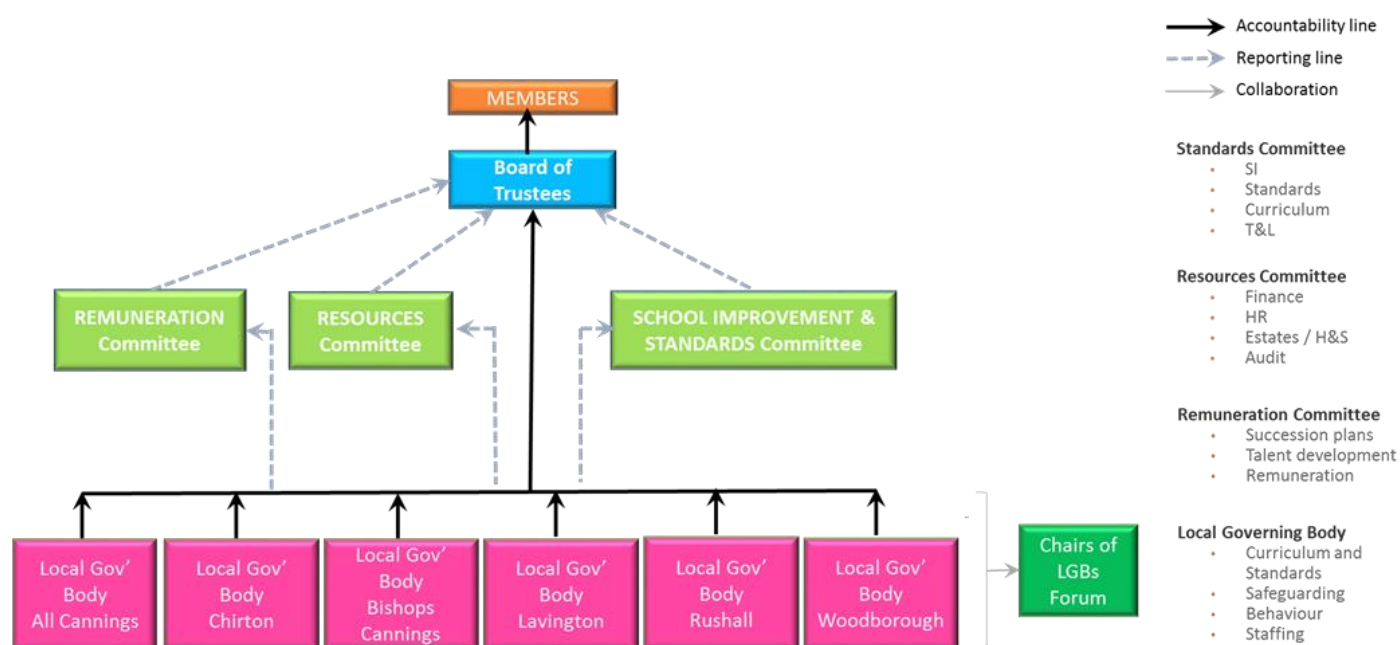 Accountability line
Reporting line
Collaboration
MEMBERS
Board of
Trustees
REMUNERATION
Committee
RESOURCES
Committee
SCHOOL IMPROVEMENT &
STANDARDS Committee
Local Gov’
Body
All Cannings
Local Gov’
Body
Chirton
Local Gov’
Body
Bishops
Cannings
Local Gov’
Body
Lavington
Local Gov’
Body
Rushall
Local Gov’
Body
Woodborough
Chairs of
LGBs
Forum
Standards Committee
• SI
• Standards
• Curriculum
• T&L
Resources Committee
• Finance
• HR
• Estates / H&S
• Audit
Remuneration Committee
• Succession plans
• Talent development
• Remuneration
Local Governing Body
• Curriculum and
Standards
• Safeguarding
• Behaviour
• Staffing